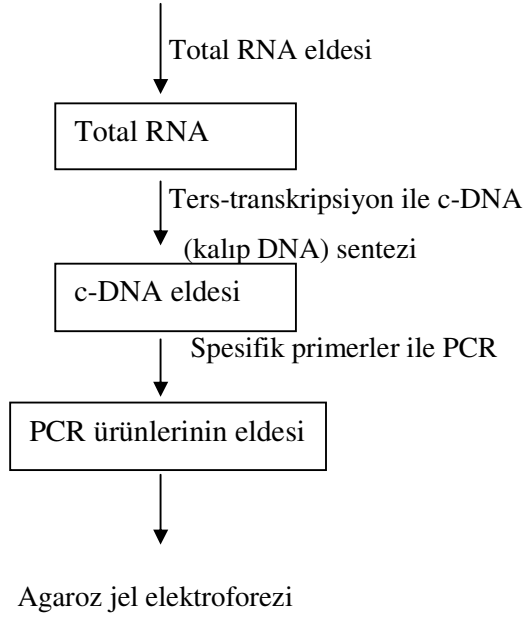 Total RNA eldesi
Total RNA
Ters-transkripsiyon ile c-DNA
(kalıp DNA) sentezi
c-DNA eldesi
Spesifik primerler ile PCR
PCR ürünlerinin eldesi
Agaroz jel elektroforezi